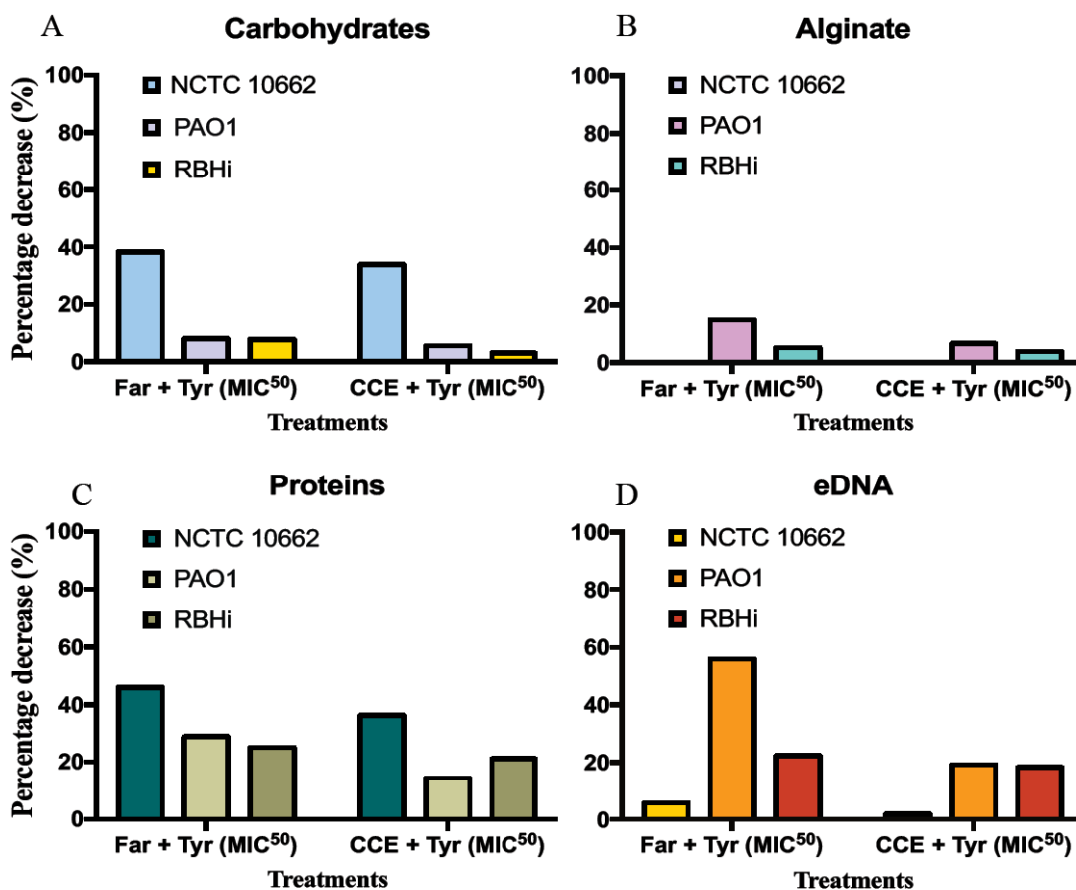 A
Carbohydrates
Percentage decrease (%)
100
80
60
40
20
0
NCTC 10662
PAO1
RBHi
Far + Tyr (MIC⁵⁰)
CCE + Tyr (MIC⁵⁰)
Treatments
B
Alginate
100
80
60
40
20
0
NCTC 10662
PAO1
RBHi
Far + Tyr (MIC⁵⁰)
CCE + Tyr (MIC⁵⁰)
Treatments
C
Proteins
Percentage decrease (%)
100
80
60
40
20
0
NCTC 10662
PAO1
RBHi
Far + Tyr (MIC⁵⁰)
CCE + Tyr (MIC⁵⁰)
Treatments
D
eDNA
100
80
60
40
20
0
NCTC 10662
PAO1
RBHi
Far + Tyr (MIC⁵⁰)
CCE + Tyr (MIC⁵⁰)
Treatments